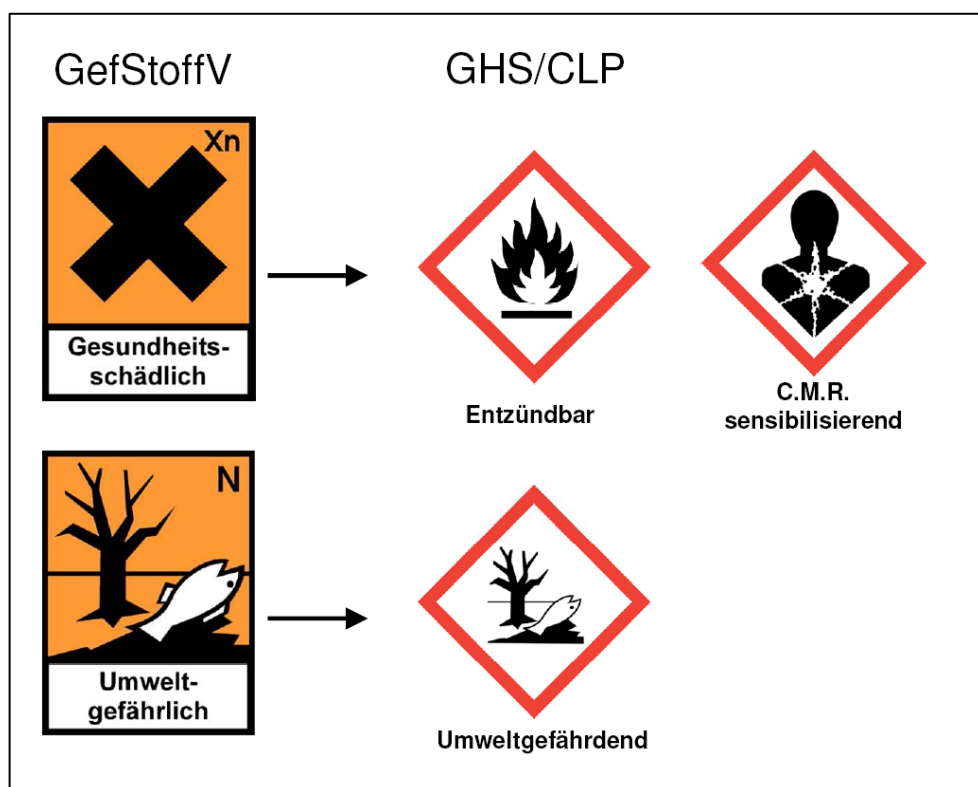 GefStoffV
GHS/CLP
Xn
Gesundheits-
schädlich
Entzündbar
C.M.R.
sensibilisierend
N
Umwelt-
gefährlich
Umweltgefährdend